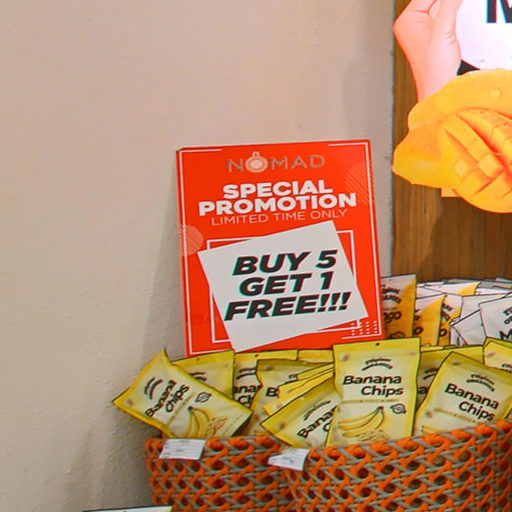 NOMAD
SPECIAL
PROMOTION
LIMITED TIME ONLY
BUY 5
GET 1
FREE!!!
Banana
Chips
Banana
Chips
Banana
Chips